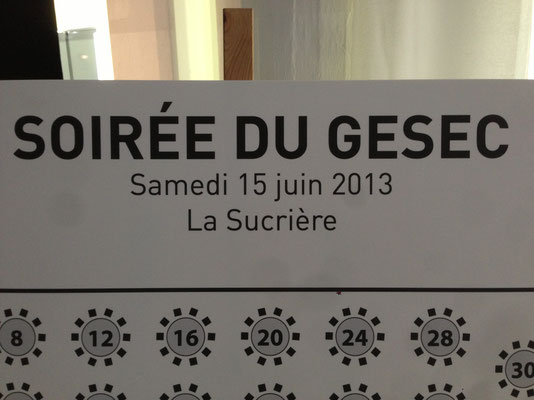 SOIRÉE DU GESEC
Samedi 15 juin 2013
La Sucrière
8 12 16 20 24 28
30